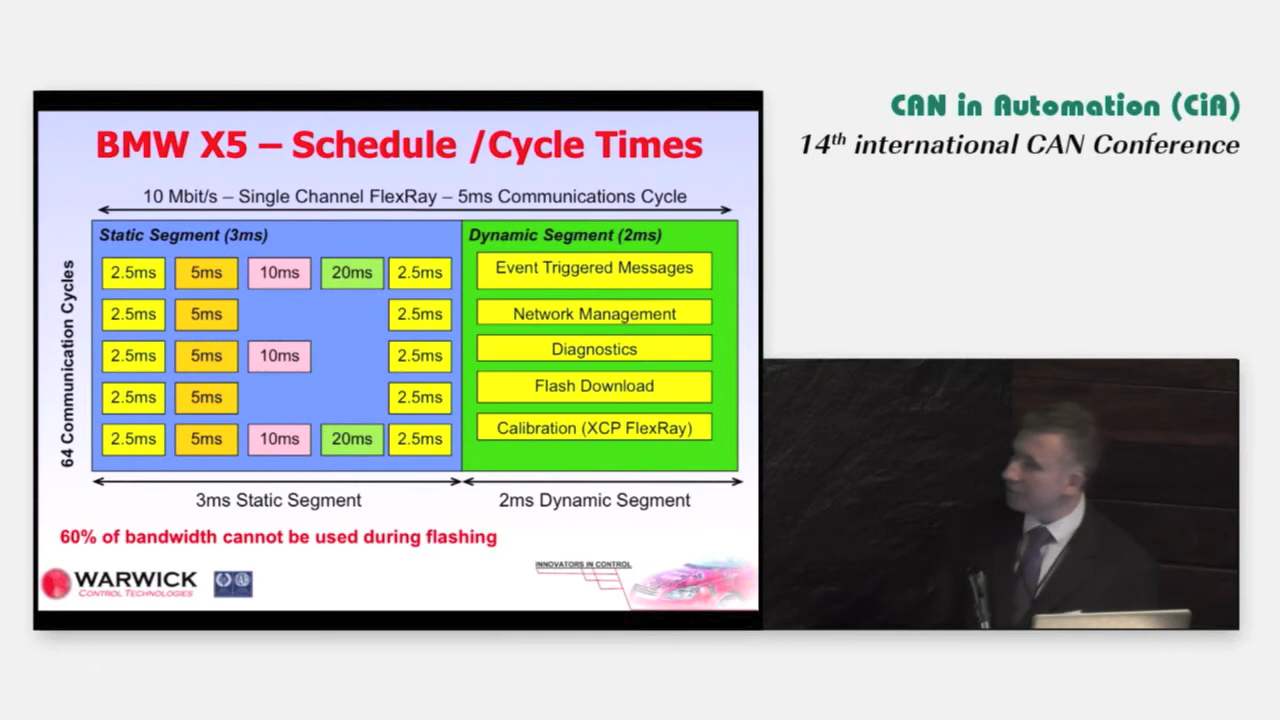 CAN in Automation (CiA)
14th international CAN Conference
BMW X5 – Schedule /Cycle Times
10 Mbit/s – Single Channel FlexRay – 5ms Communications Cycle
64 Communication Cycles
Static Segment (3ms)
2.5ms 5ms 10ms 20ms 2.5ms
2.5ms 5ms 2.5ms
2.5ms 5ms 10ms 2.5ms
2.5ms 5ms 2.5ms
2.5ms 5ms 10ms 20ms 2.5ms
Dynamic Segment (2ms)
Event Triggered Messages
Network Management
Diagnostics
Flash Download
Calibration (XCP FlexRay)
3ms Static Segment
2ms Dynamic Segment
60% of bandwidth cannot be used during flashing
WARWICK
CONTROL TECHNOLOGIES
INNOVATORS IN CONTROL